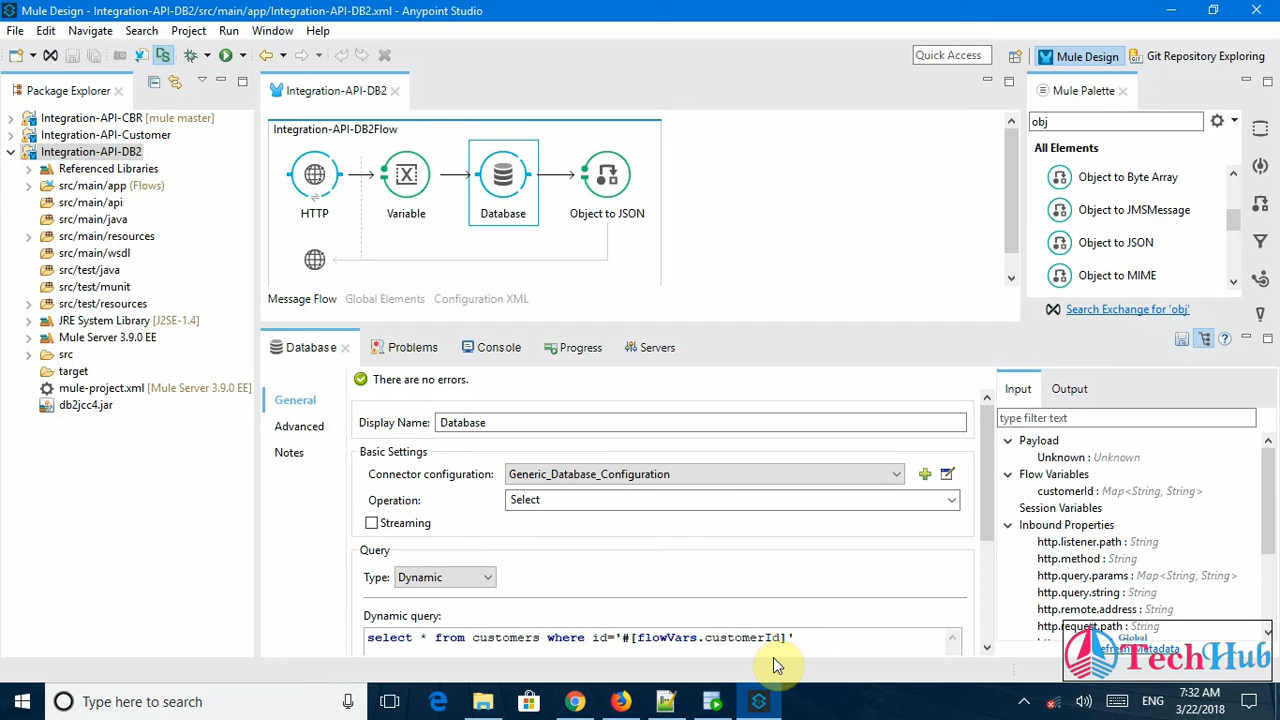 Mule Design - Integration-API-DB2/src/main/app/Integration-API-DB2.xml - Anypoint Studio
File Edit Navigate Search Project Run Window Help
Quick Access
Mule Design
Git Repository Exploring
Package Explorer
Integration-API-CBR (mule master)
Integration-API-Customer
Integration-API-DB2
Referenced Libraries
src/main/app (Flows)
src/main/api
src/main/java
src/main/resources
src/main/wsdl
src/test/java
src/test/munit
src/test/resources
JRE System Library [J2SE-1.4]
Mule Server 3.9.0 EE
src
target
mule-project.xml [Mule Server 3.9.0 EE]
db2jcc4.jar
Integration-API-DB2
Integration-API-DB2Flow
HTTP
Variable
Database
Object to JSON
Message Flow Global Elements Configuration XML
Mule Palette
obj
All Elements
Object to Byte Array
Object to JMSMessage
Object to JSON
Object to MIME
Search Exchange for 'obj'
Database Problems Console Progress Servers
There are no errors.
General
Advanced
Notes
Display Name: Database
Basic Settings
Connector configuration: Generic_Database_Configuration
Operation: Select
Streaming
Query
Type: Dynamic
Dynamic query:
select * from customers where id='#[flowVars.customerId]'
Input Output
type filter text
Payload
Unknown : Unknown
Flow Variables
customerId : Map<String, String>
Session Variables
Inbound Properties
http.listener.path : String
http.method : String
http.query.params : Map<String, String>
http.query.string : String
http.remote.address : String
http.request.path : String
Refresh Metadata
Global
TechHub
Type here to search
ENG
7:32 AM
3/22/2018